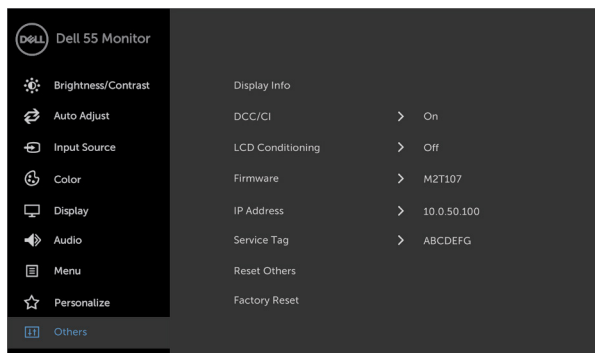 DELL Dell 55 Monitor
Brightness/Contrast
Auto Adjust
Input Source
Color
Display
Audio
Menu
Personalize
Others
Display Info
DCC/CI > On
LCD Conditioning > Off
Firmware > M2T107
IP Address > 10.0.50.100
Service Tag > ABCDEFG
Reset Others
Factory Reset